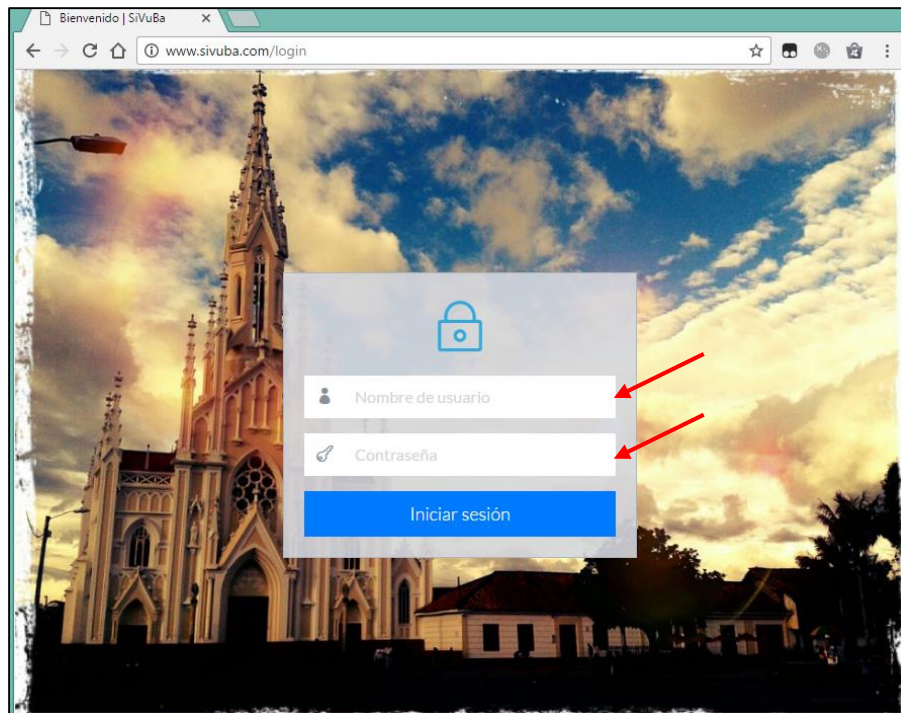 Bienvenido | SiVuBa
www.sivuba.com/login
Nombre de usuario
Contraseña
Iniciar sesión